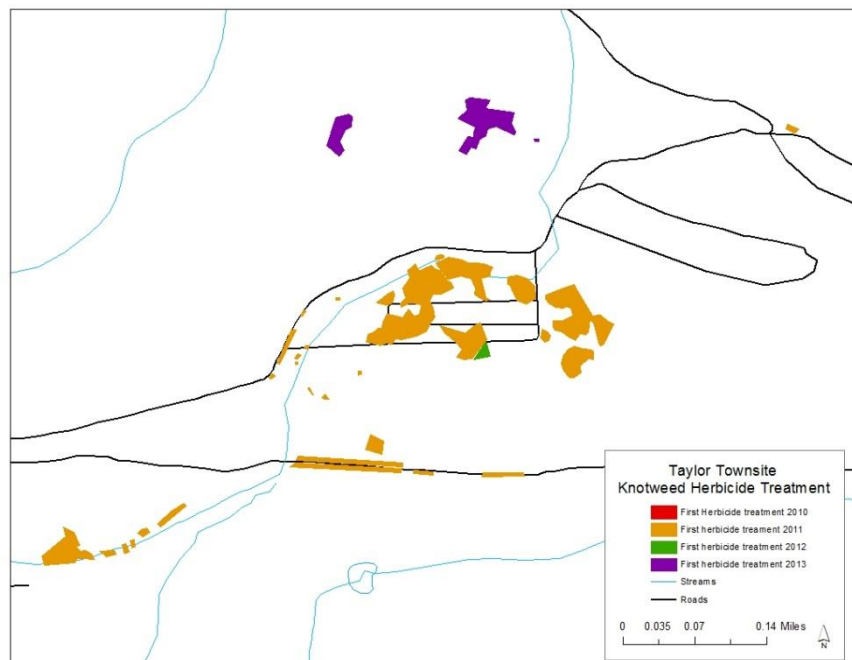 Taylor Townsite
Knotweed Herbicide Treatment
First Herbicide treatment 2010
First herbicide treament 2011
First herbicide treatment 2012
First herbicide treatment 2013
Streams
Roads
0 0.035 0.07 0.14 Miles
N